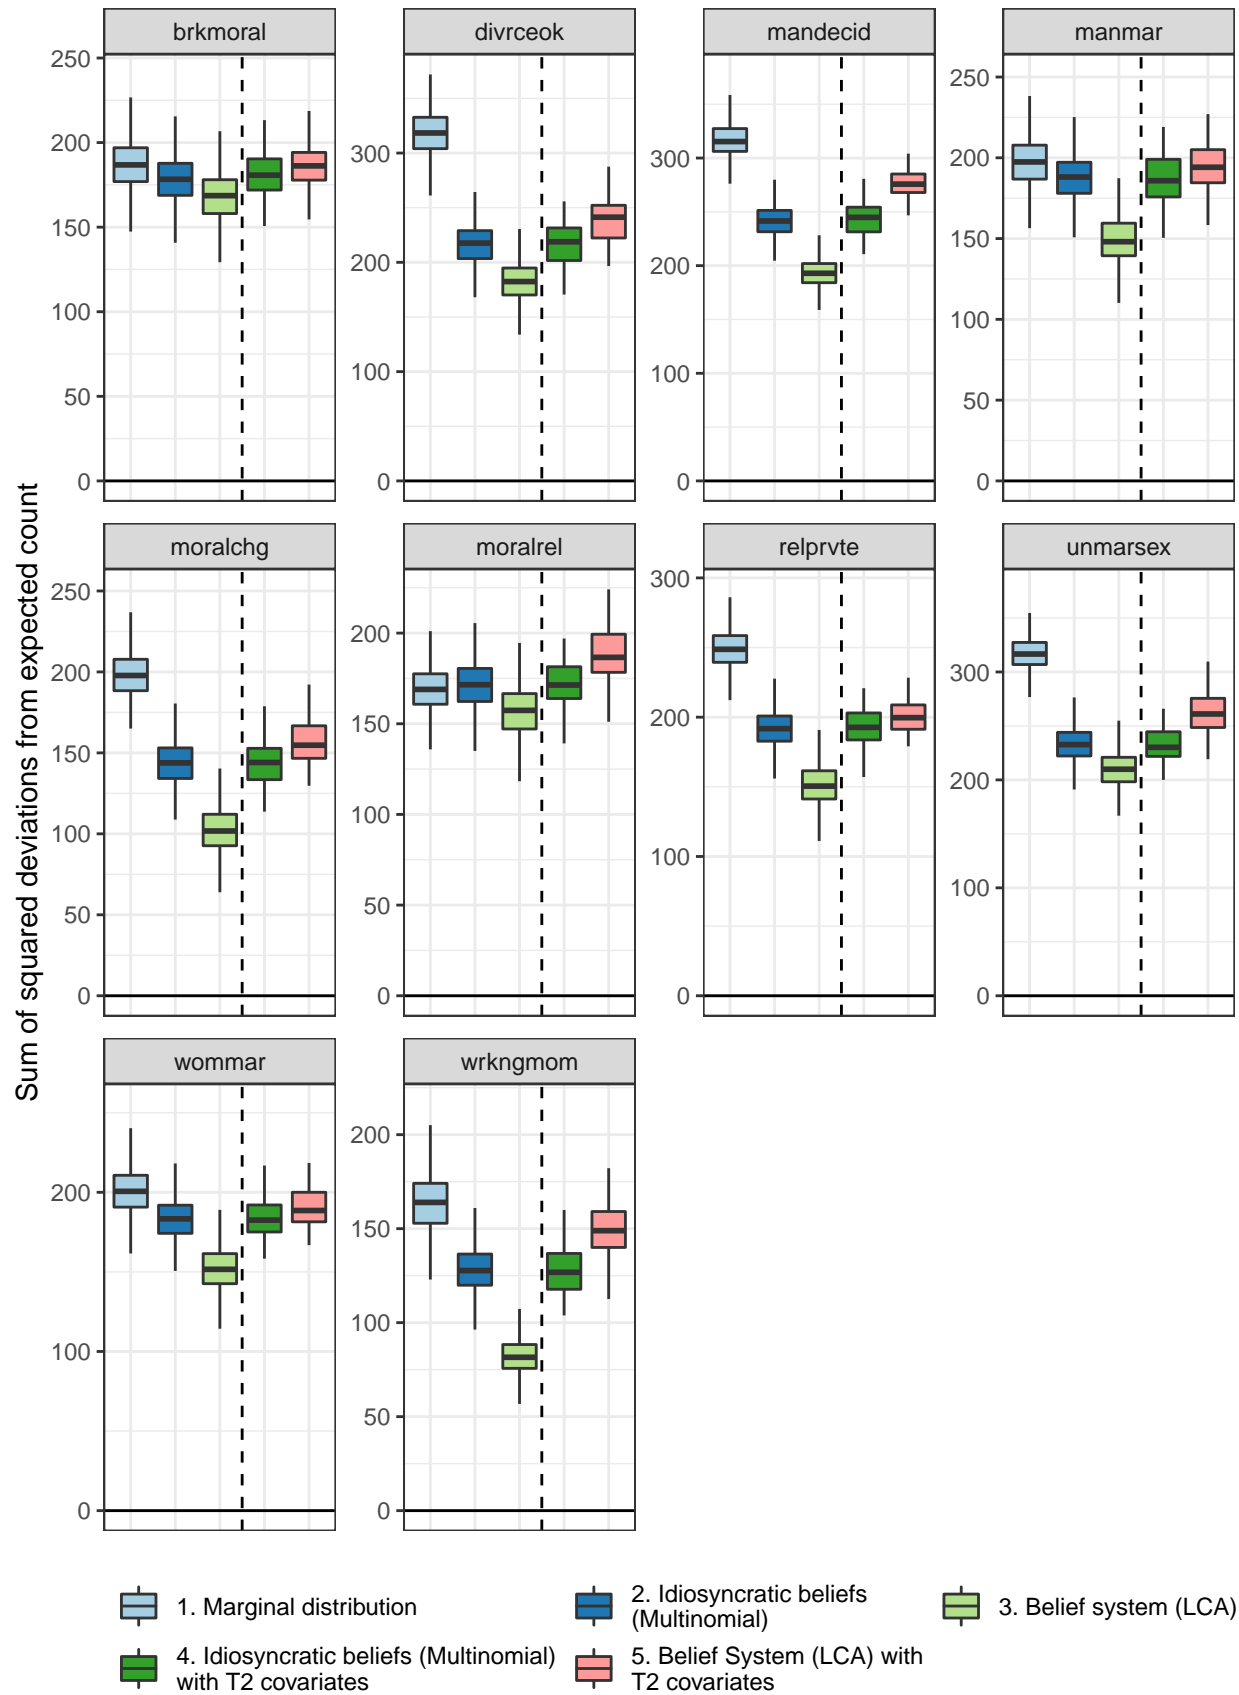 brkmoral
divrceok
mandecid
manmar
250
200
150
100
50
0
300
200
100
0
300
200
100
0
250
200
150
100
50
0
Sum of squared deviations from expected count
moralchg
moralrel
relprvte
unmarsex
250
200
150
100
50
0
200
150
100
50
0
300
200
100
0
300
200
100
0
wommar
wrkngmom
200
100
0
200
150
100
50
0
1. Marginal distribution
2. Idiosyncratic beliefs
(Multinomial)
3. Belief system (LCA)
4. Idiosyncratic beliefs (Multinomial)
with T2 covariates
5. Belief System (LCA) with
T2 covariates